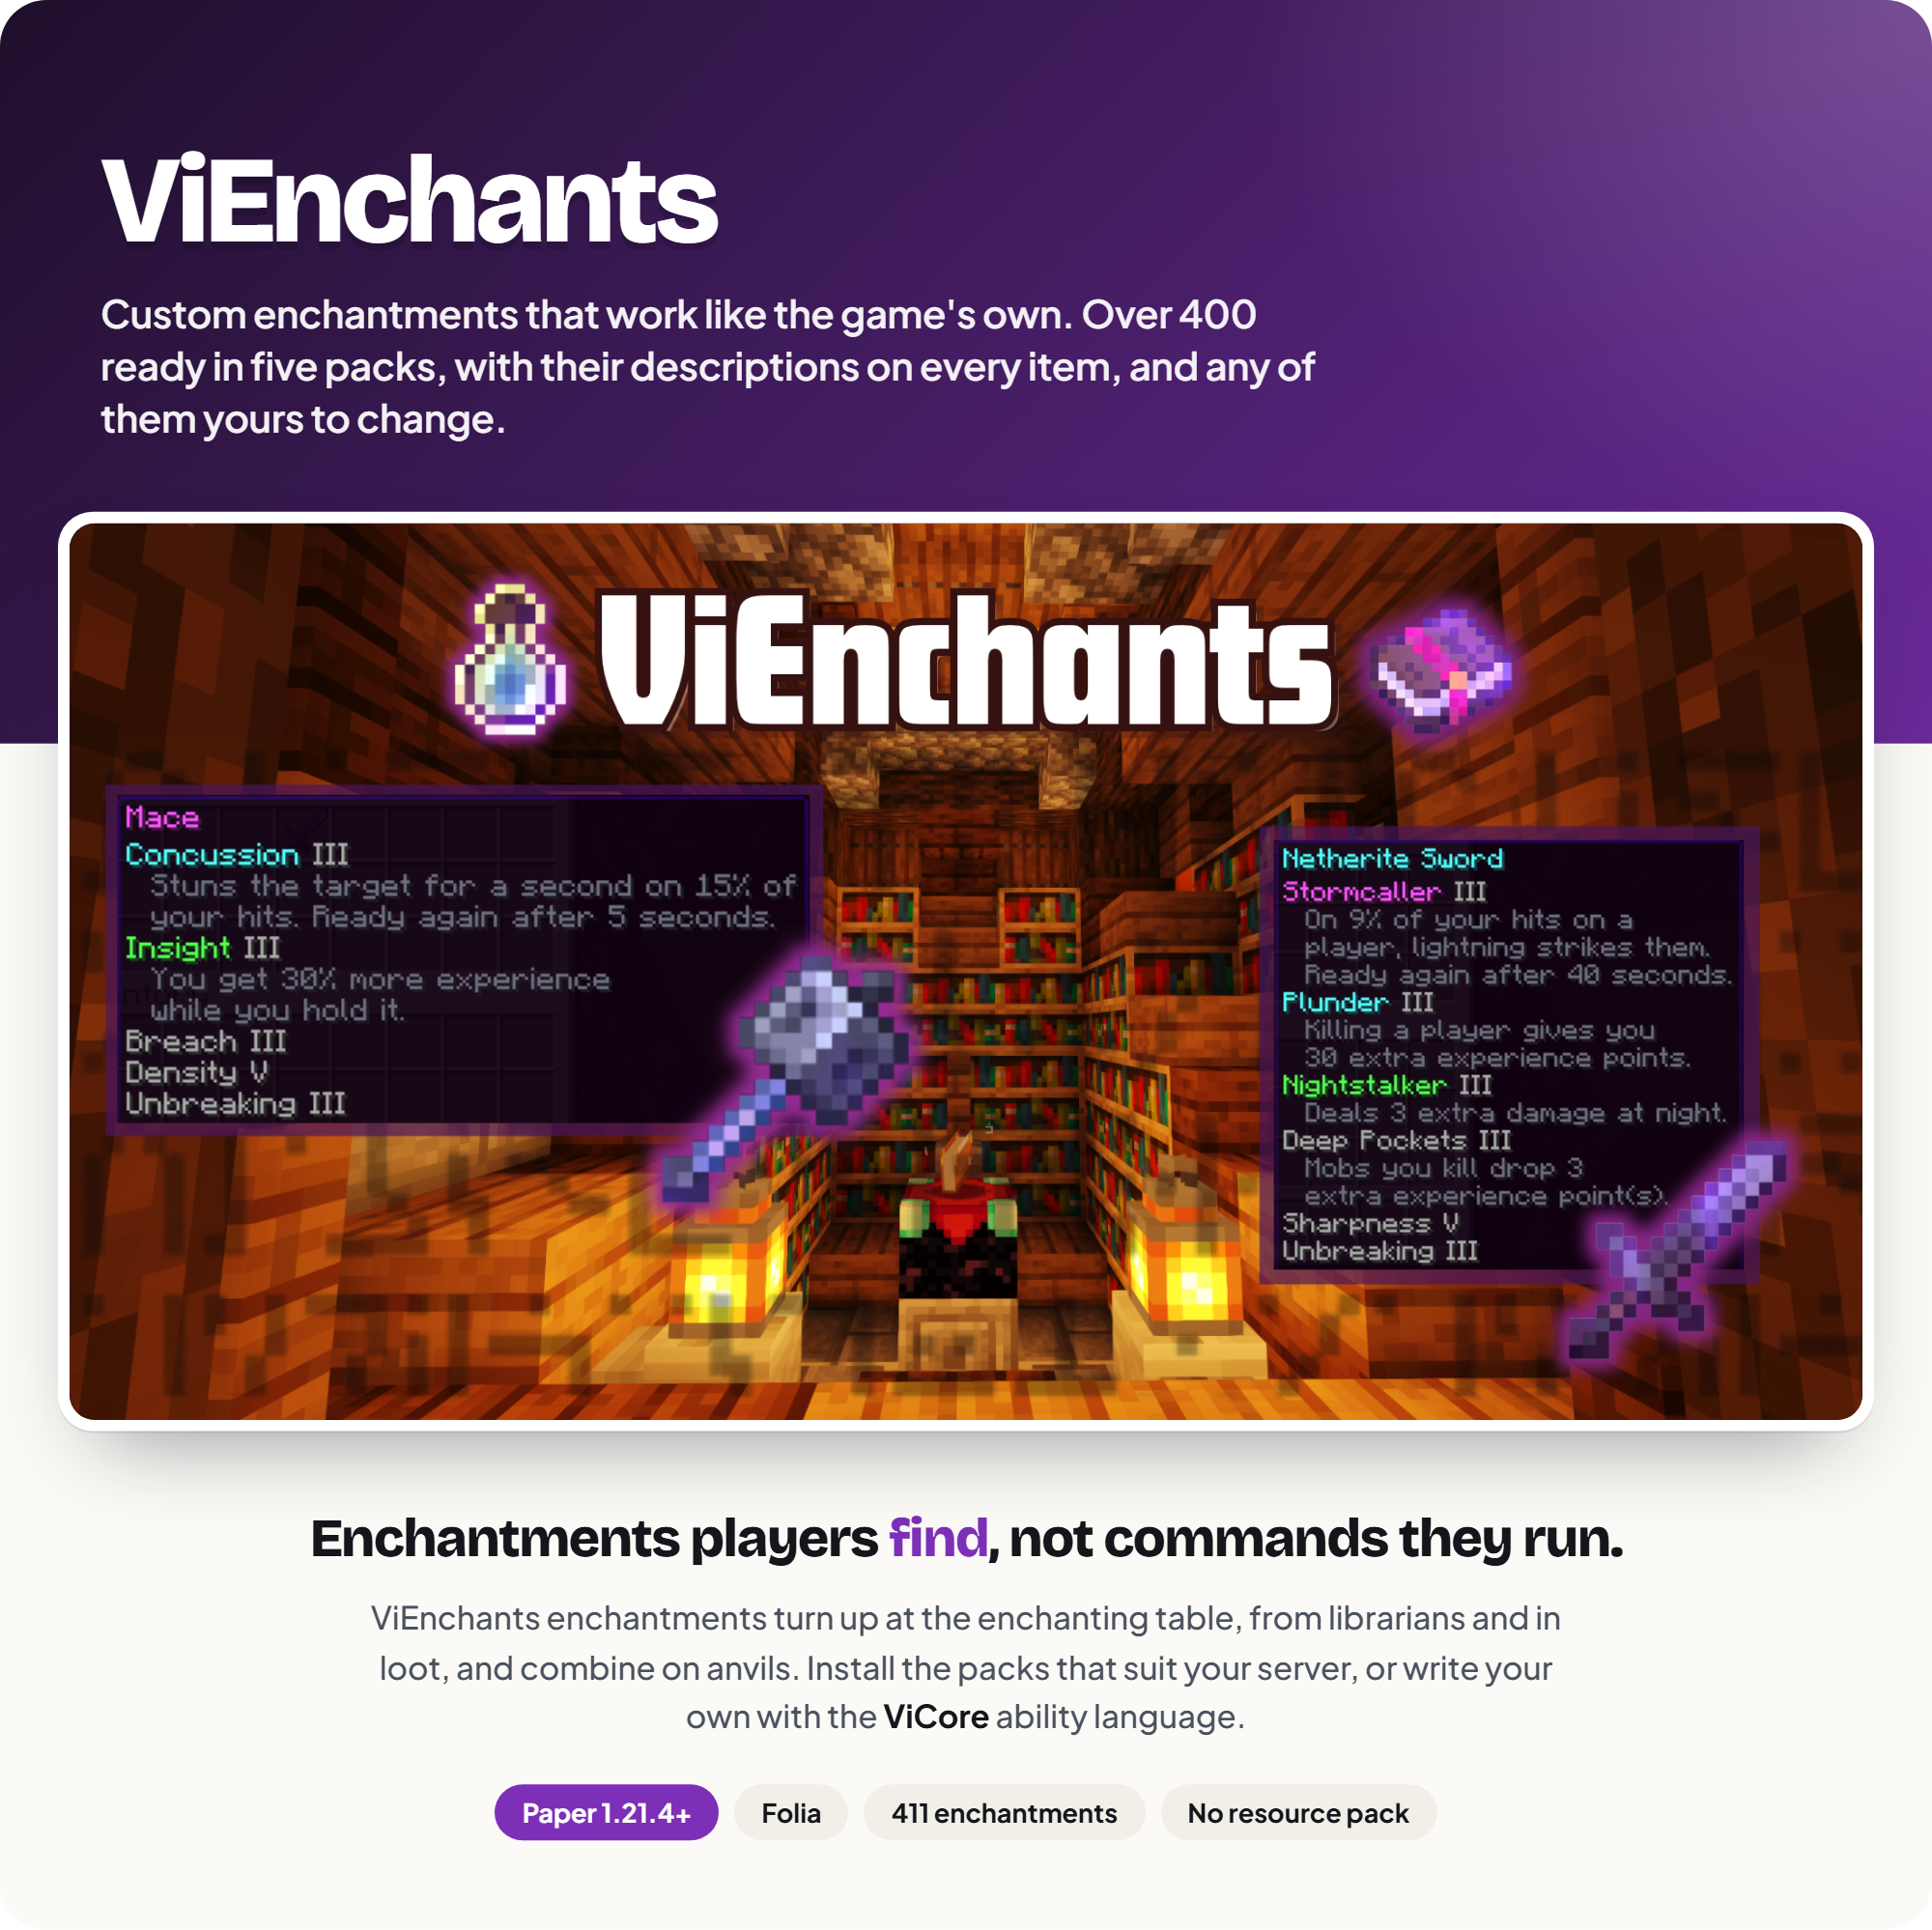 ViEnchants
Custom enchantments that work like the game's own. Over 400
ready in five packs, with their descriptions on every item, and any of
them yours to change.
ViEnchants
Mace
Concussion III
Stuns the target for a second on 15% of
your hits. Ready again after 5 seconds.
Insight III
You get 30% more experience
while you hold it.
Breach III
Density V
Unbreaking III
Netherite Sword
Stormcaller III
On 9% of your hits on a
player, lightning strikes them.
Ready again after 40 seconds.
Plunder III
Killing a player gives you
30 extra experience points.
Nightstalker III
Deals 3 extra damage at night.
Deep Pockets III
Mobs you kill drop 3
extra experience point(s).
Sharpness V
Unbreaking III
Enchantments players find, not commands they run.
ViEnchants enchantments turn up at the enchanting table, from librarians and in
loot, and combine on anvils. Install the packs that suit your server, or write your
own with the ViCore ability language.
Paper 1.21.4+
Folia
411 enchantments
No resource pack